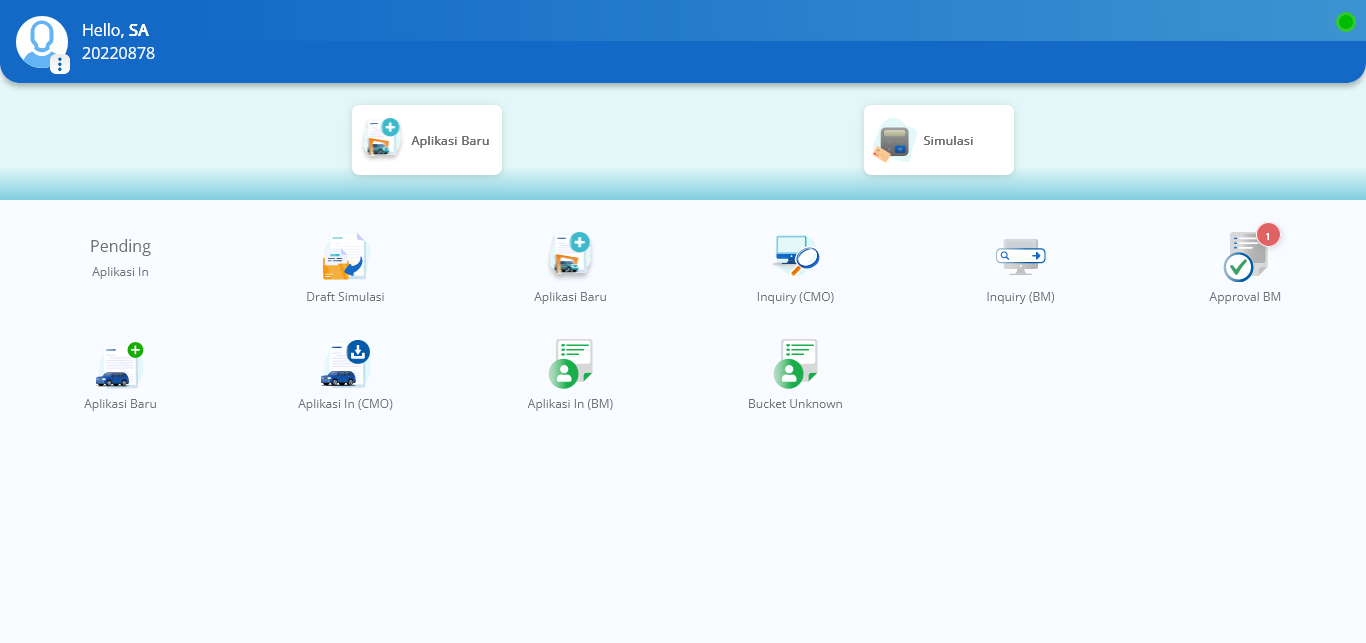 Hello, SA
20220878
Aplikasi Baru
Simulasi
Pending
Aplikasi In
Draft Simulasi
Aplikasi Baru
Inquiry (CMO)
Inquiry (BM)
1
Approval BM
Aplikasi Baru
Aplikasi In (CMO)
Aplikasi In (BM)
Bucket Unknown